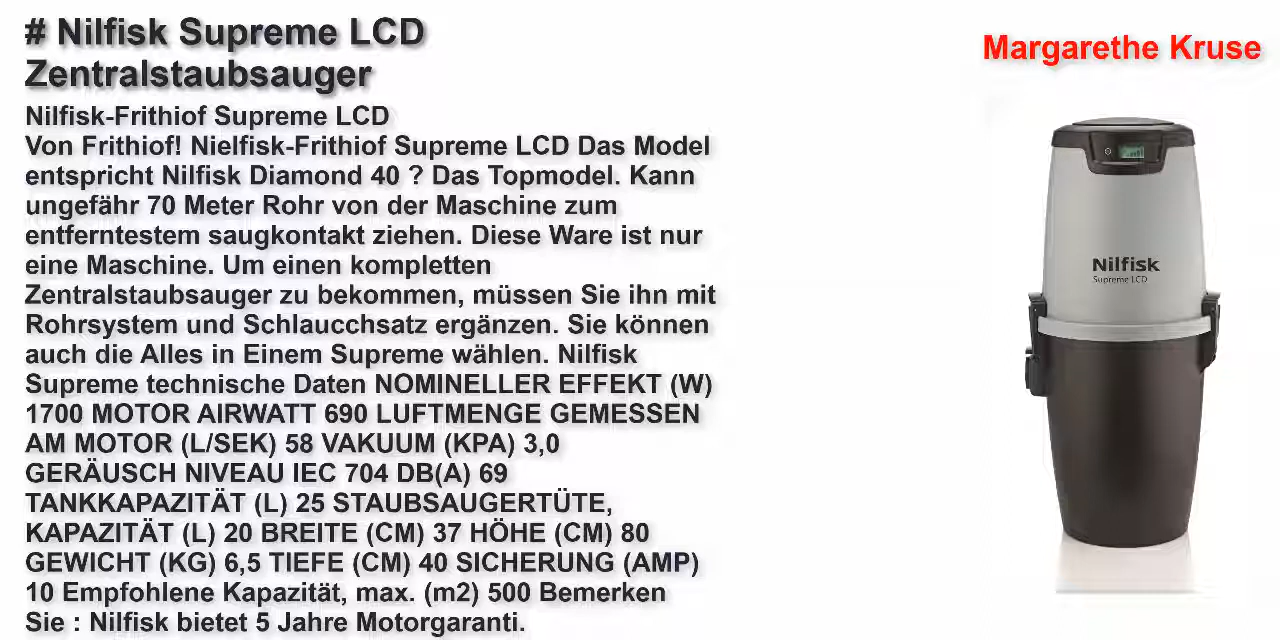 # Nilfisk Supreme LCD
Zentralstaubsauger
Margarethe Kruse
Nilfisk-Frithiof Supreme LCD
Von Frithiof! Nielfisk-Frithiof Supreme LCD Das Model
entspricht Nilfisk Diamond 40 ? Das Topmodel. Kann
ungefähr 70 Meter Rohr von der Maschine zum
entferntestem saugkontakt ziehen. Diese Ware ist nur
eine Maschine. Um einen kompletten
Zentralstaubsauger zu bekommen, müssen Sie ihn mit
Rohrsystem und Schlaucchsatz ergänzen. Sie können
auch die Alles in Einem Supreme wählen. Nilfisk
Supreme technische Daten NOMINELLER EFFEKT (W)
1700 MOTOR AIRWATT 690 LUFTMENGE GEMESSEN
AM MOTOR (L/SEK) 58 VAKUUM (KPA) 3,0
GERÄUSCH NIVEAU IEC 704 DB(A) 69
TANKKAPAZITÄT (L) 25 STAUBSAUGERTÜTE,
KAPAZITÄT (L) 20 BREITE (CM) 37 HÖHE (CM) 80
GEWICHT (KG) 6,5 TIEFE (CM) 40 SICHERUNG (AMP)
10 Empfohlene Kapazität, max. (m2) 500 Bemerken
Sie : Nilfisk bietet 5 Jahre Motorgaranti.
Nilfisk
Supreme LCD